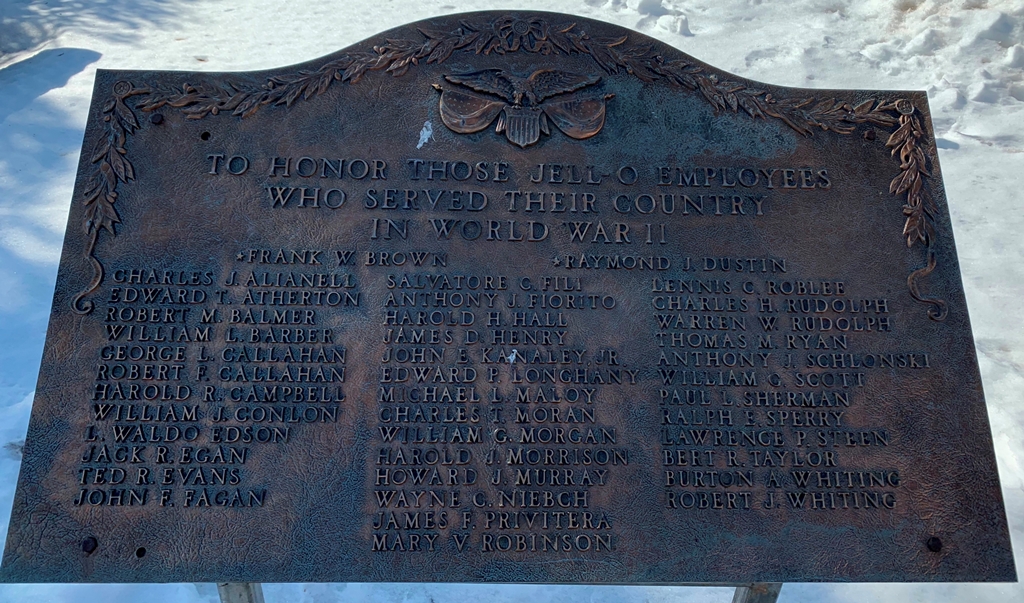 TO HONOR THOSE JELL-O EMPLOYEES
WHO SERVED THEIR COUNTRY
IN WORLD WAR II
*FRANK W. BROWN
*RAYMOND J. DUSTIN
CHARLES J. ALIANELL
EDWARD T. ATHERTON
ROBERT M. BALMER
WILLIAM L. BARBER
GEORGE L. CALLAHAN
ROBERT F. CALLAHAN
HAROLD R. CAMPBELL
WILLIAM J. CONLON
L. WALDO EDSON
JACK R. EGAN
TED R. EVANS
JOHN F. FAGAN
SALVATORE C. FILI
ANTHONY J. FIORITO
HAROLD H. HALL
JAMES D. HENRY
JOHN E. KANALEY, JR.
EDWARD P. LONGHANY
MICHAEL L. MALOY
CHARLES T. MORAN
WILLIAM G. MORGAN
HAROLD J. MORRISON
HOWARD J. MURRAY
WAYNE C. NIEBCH
JAMES F. PRIVITERA
MARY V. ROBINSON
LENNIS C. ROBLEE
CHARLES H. RUDOLPH
WARREN W. RUDOLPH
THOMAS M. RYAN
ANTHONY J. SCHLONSKI
WILLIAM G. SCOTT
PAUL L. SHERMAN
RALPH E. SPERRY
LAWRENCE P. STEEN
BERT R. TAYLOR
BURTON A. WHITING
ROBERT J. WHITING